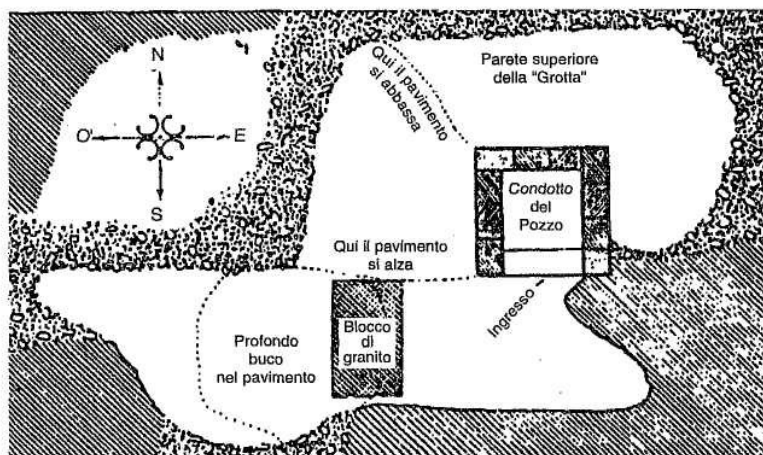 N
O'
E
S
Qui il pavimento
si abbassa
Parete superiore
della "Grotta"
Condotto
del
Pozzo
Qui il pavimento
si alza
Ingresso
Profondo
buco
nel pavimento
Blocco
di
granito